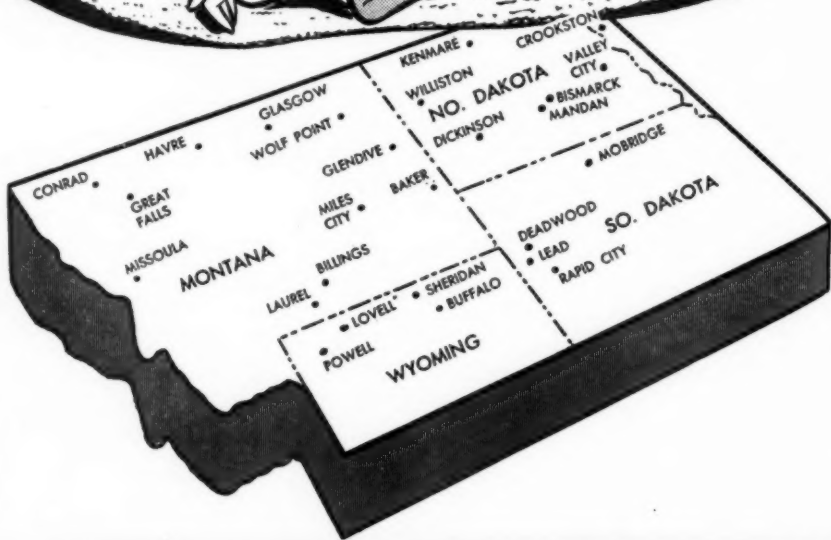 KENMARE
CROOKSTON
WILLISTON
VALLEY
CITY
NO. DAKOTA
BISMARCK
MANDAN
DICKINSON
GLASGOW
WOLF POINT
HAVRE
CONRAD
GREAT
FALLS
GLENDIVE
BAKER
MILES
CITY
MISSOULA
MONTANA
BILLINGS
LAUREL
MOBRIDGE
SO. DAKOTA
DEADWOOD
LEAD
RAPID CITY
SHERIDAN
LOVELL
BUFFALO
POWELL
WYOMING